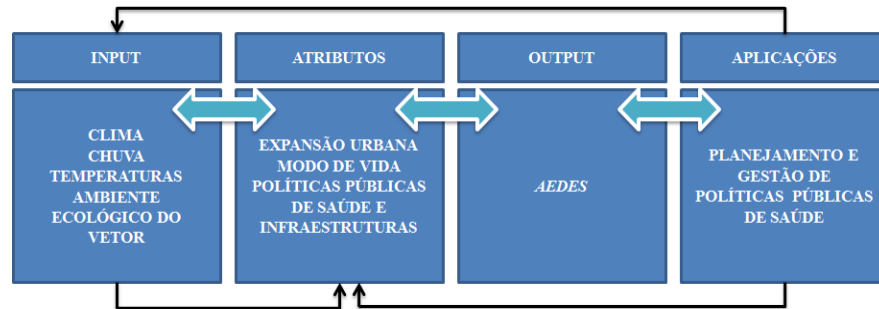 INPUT
ATRIBUTOS
OUTPUT
APLICAÇÕES
CLIMA
CHUVA
TEMPERATURAS
AMBIENTE
ECOLÓGICO DO
VETOR
EXPANSÃO URBANA
MODO DE VIDA
POLÍTICAS PÚBLICAS
DE SAÚDE E
INFRAESTRUTURAS
AEDES
PLANEJAMENTO E
GESTÃO DE
POLÍTICAS PÚBLICAS
DE SAÚDE